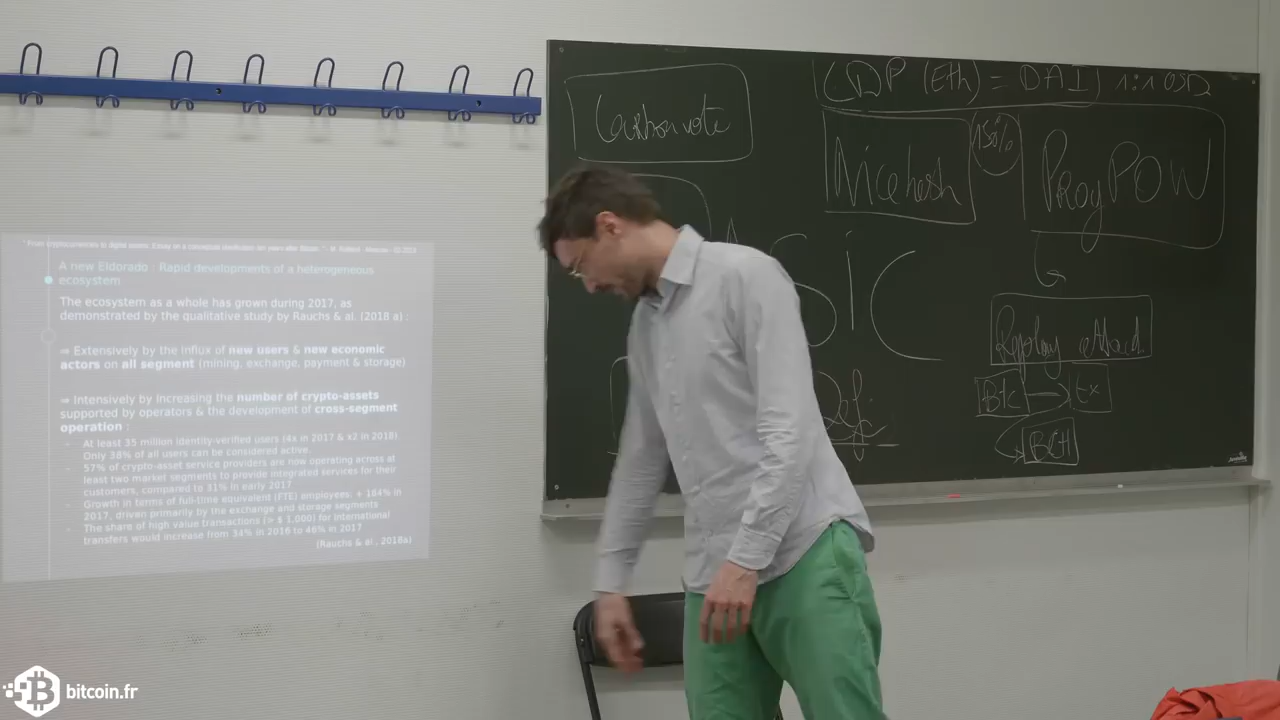 A new Eldorado : Rapid developments of a heterogeneous
ecosystem
The ecosystem as a whole has grown during 2017, as
demonstrated by the qualitative study by Rauchs & al. (2018 a) :
⇒ Extensively by the influx of new users & new economic
actors on all segment (mining, exchange, payment & storage)
⇒ Intensively by increasing the number of crypto-assets
supported by operators & the development of cross-segment
operation :
- At least 35 million identity-verified users (4x in 2017 & x2 in 2018)
Only 38% of all users can be considered active.
- 57% of crypto-asset service providers are now operating across at
least two market segments to provide integrated services for their
customers, compared to 31% in early 2017.
- Growth in terms of full-time equivalent (FTE) employees. + 164% in
2017, driven primarily by the exchange and storage segments
- The share of high value transactions (> $ 1,000) for international
transfers would increase from 34% in 2016 to 46% in 2017
(Rauchs & al., 2018a)
CDP (Eth) = DAI 1:1 USD
Carbonvote
Nicehash
150%
ProgPOW
ASIC
Replay attack
Btc → tx
BCH
Defi
bitcoin.fr